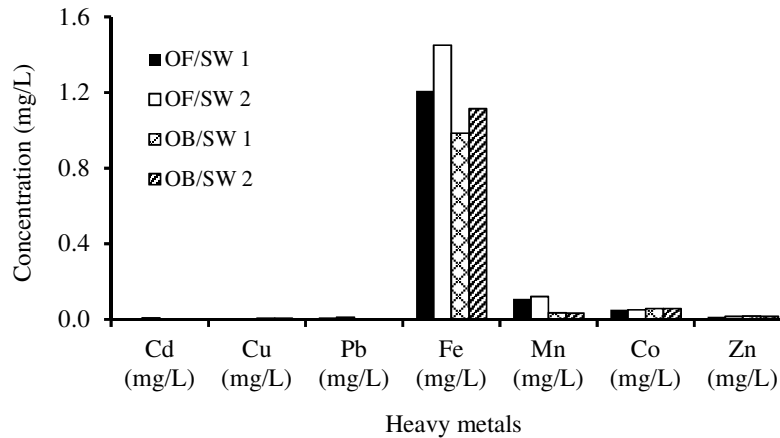 Concentration (mg/L)
1.6
1.2
0.8
0.4
0.0
OF/SW 1
OF/SW 2
OB/SW 1
OB/SW 2
Cd Cu Pb Fe Mn Co Zn
(mg/L) (mg/L) (mg/L) (mg/L) (mg/L) (mg/L) (mg/L)
Heavy metals